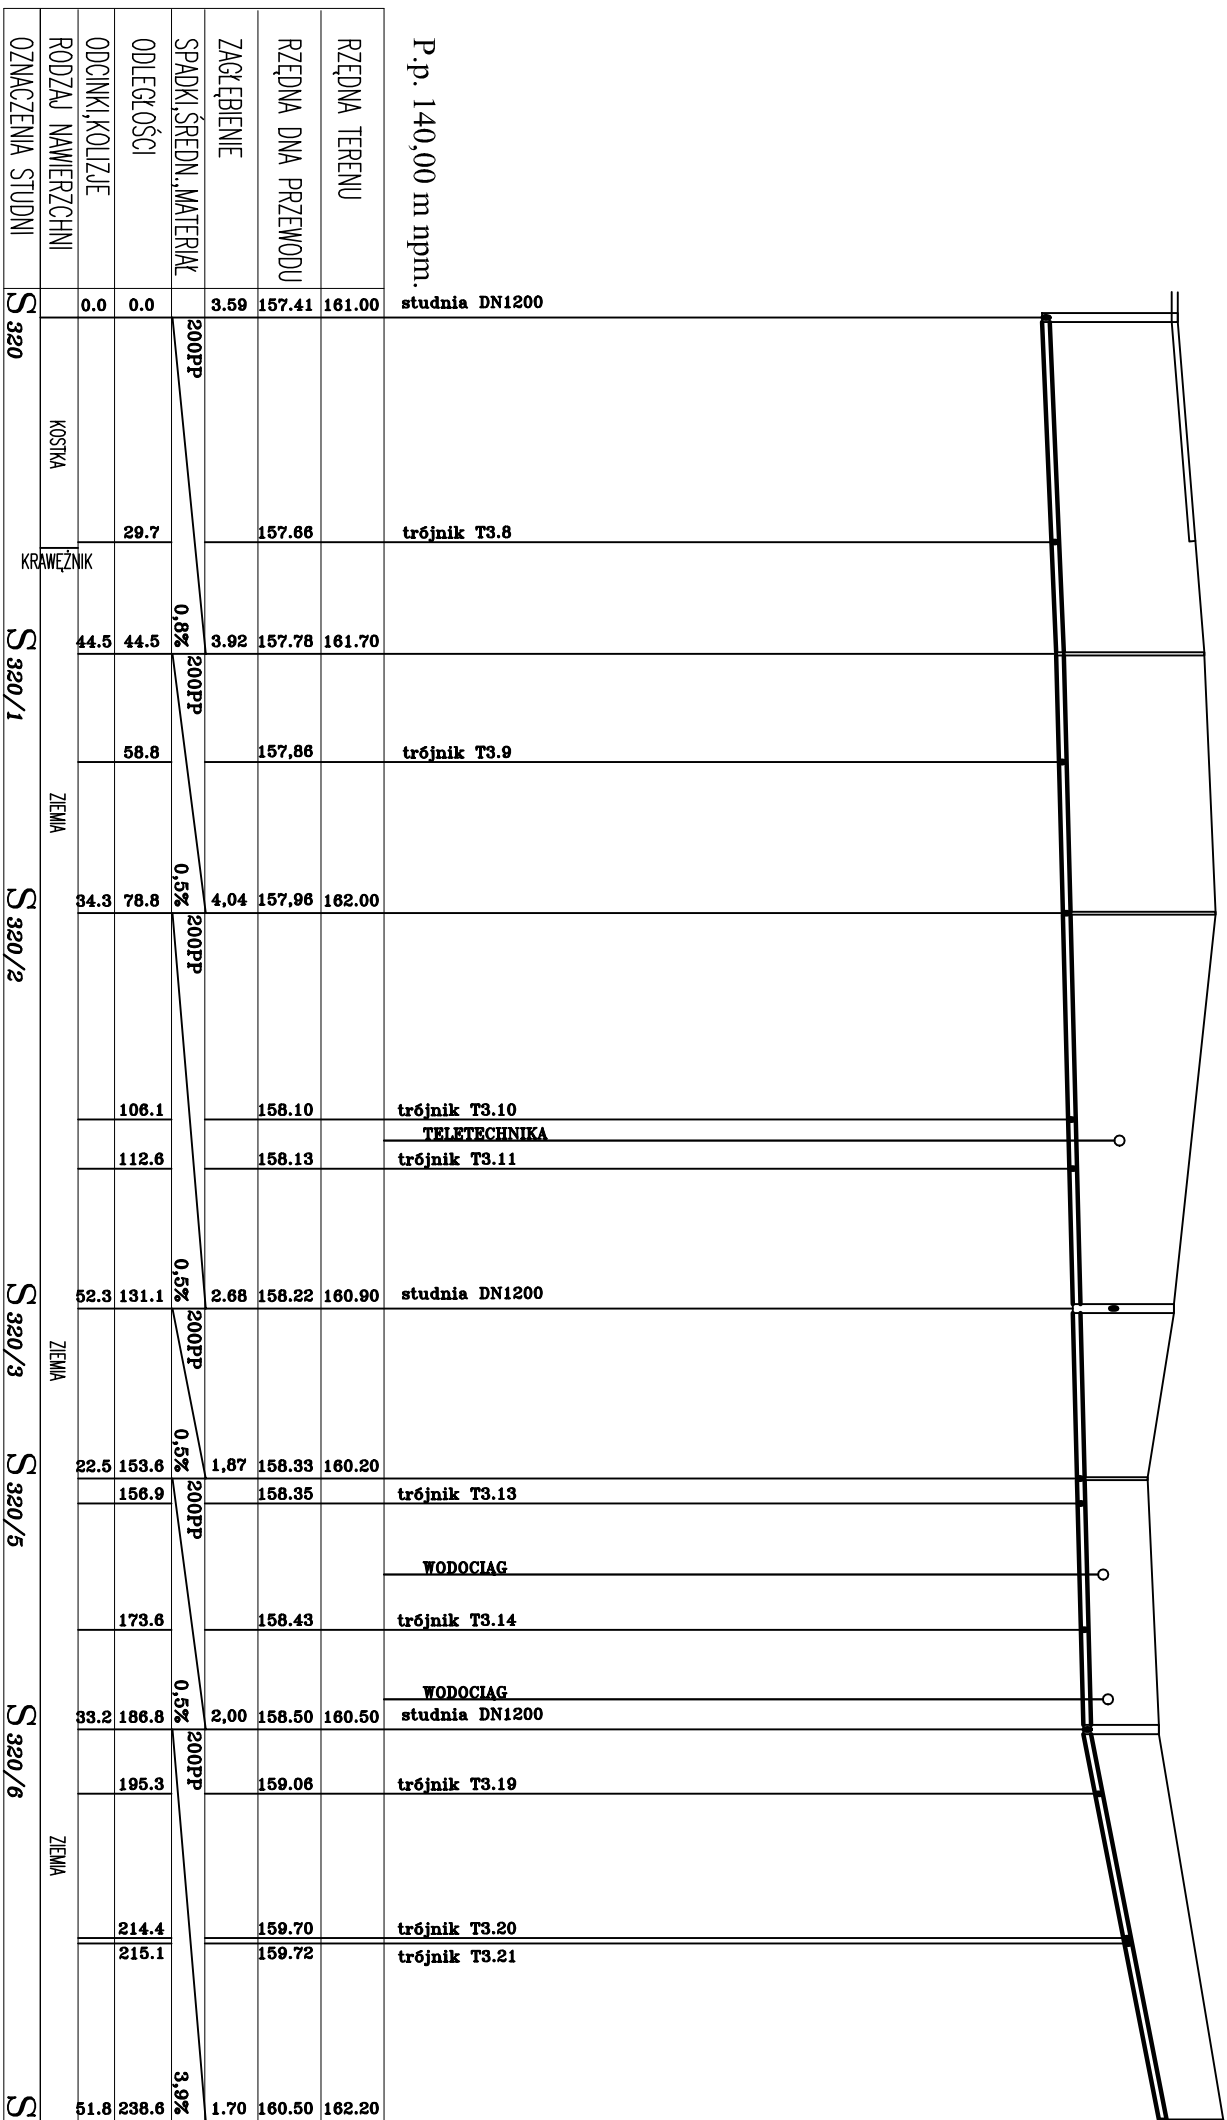 P.p. 140,00 m npm.
studnia DN1200
trójnik T3.8
trójnik T3.9
trójnik T3.10
TELETECHNIKA
trójnik T3.11
studnia DN1200
trójnik T3.13
WODOCIĄG
trójnik T3.14
WODOCIĄG
studnia DN1200
trójnik T3.19
trójnik T3.20
trójnik T3.21
RZĘDNA TERENU 161.00 161.70 162.00 160.90 160.20 160.50 162.20
RZĘDNA DNA PRZEWODU 157.41 157.66 157.78 157,86 157,96 158.10 158.13 158.22 158.33 158.35 158.43 158.50 159.06 159.70 159.72 160.50
ZAGŁĘBIENIE 3.59 3.92 4,04 2.68 1,87 2,00 1.70
SPADKI,ŚREDN.,MATERIAŁ 200PP 0,8% 200PP 0,5% 200PP 0,5% 200PP 0,5% 200PP 0,5% 200PP 3,9%
ODLEGŁOŚCI 0.0 29.7 44.5 58.8 78.8 106.1 112.6 131.1 153.6 156.9 173.6 186.8 195.3 214.4 215.1 238.6
ODCINKI,KOLIZJE 0.0 44.5 34.3 52.3 22.5 33.2 51.8
RODZAJ NAWIERZCHNI KOSTKA KRAWĘŻNIK ZIEMIA ZIEMIA ZIEMIA
OZNACZENIA STUDNI S 320 S 320/1 S 320/2 S 320/3 S 320/5 S 320/6 S